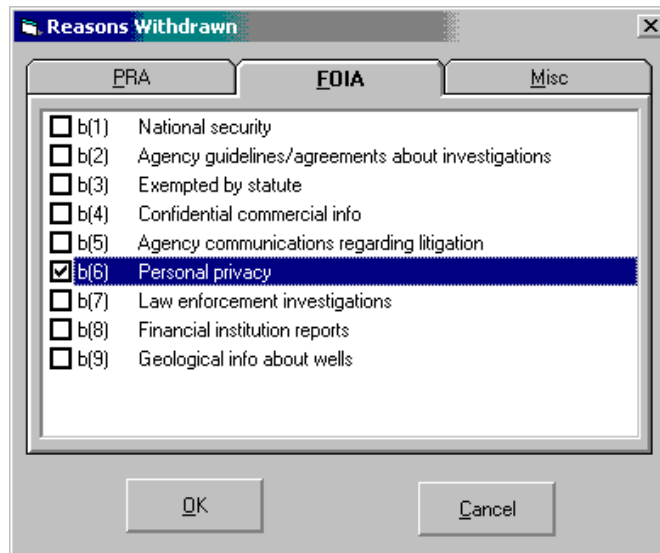 Reasons Withdrawn
PRA FOIA Misc
b(1) National security
b(2) Agency guidelines/agreements about investigations
b(3) Exempted by statute
b(4) Confidential commercial info
b(5) Agency communications regarding litigation
b(6) Personal privacy
b(7) Law enforcement investigations
b(8) Financial institution reports
b(9) Geological info about wells
OK Cancel